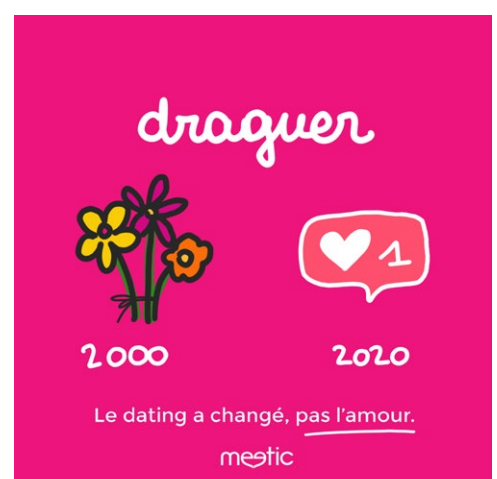 draguer
1
2000
2020
Le dating a changé, pas l'amour.
meetic